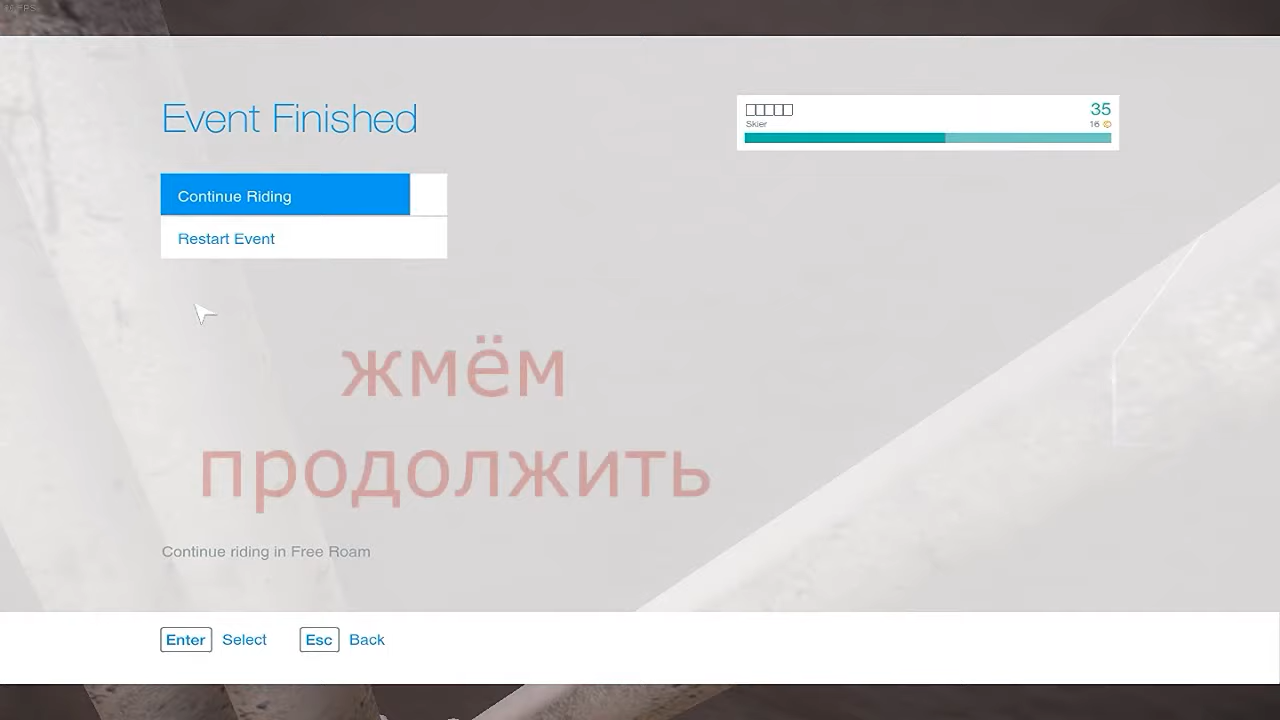 Event Finished
35
Skier
16
Continue Riding
Restart Event
жмём
продолжить
Continue riding in Free Roam
Enter Select Esc Back